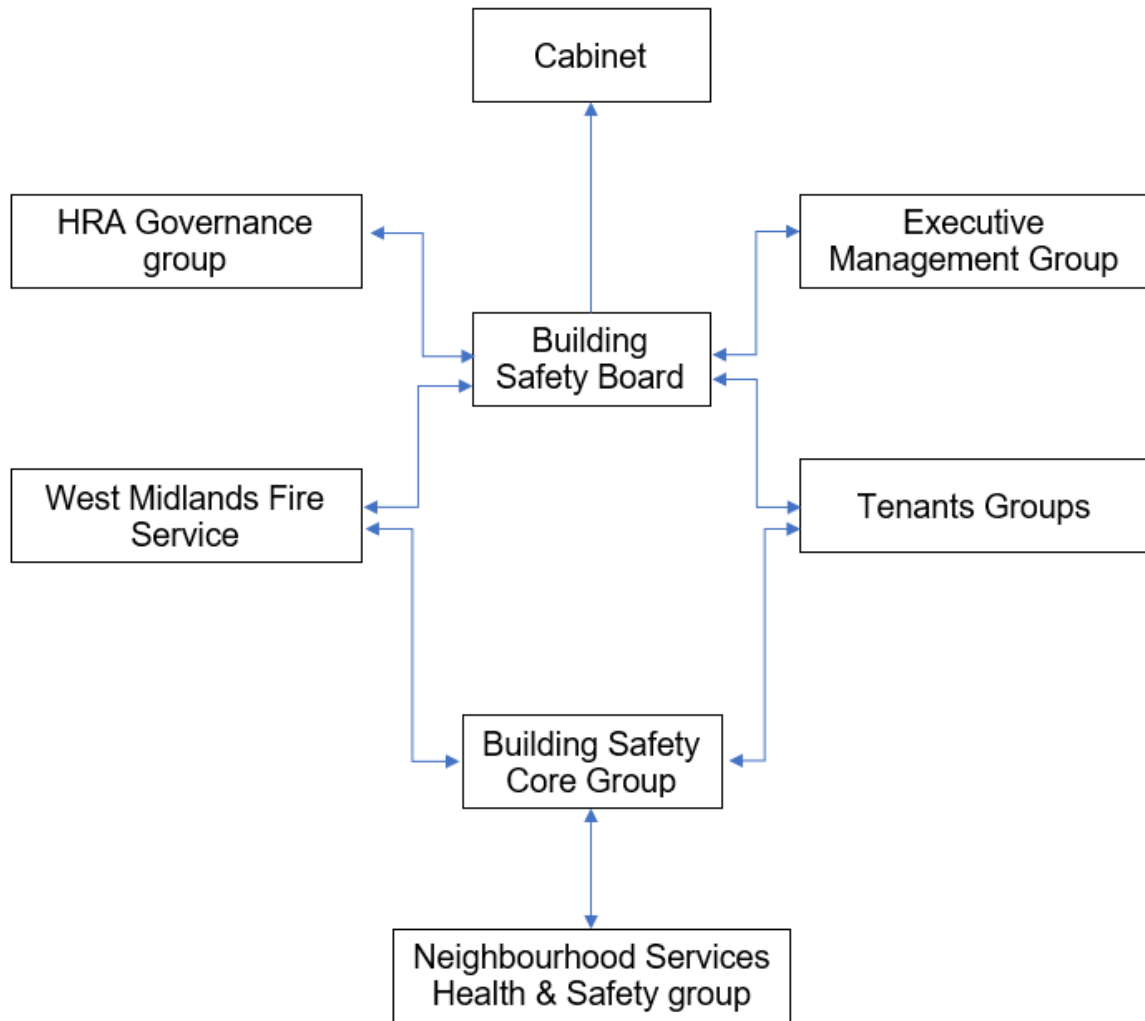 Cabinet
HRA Governance
group
Executive
Management Group
Building
Safety Board
West Midlands Fire
Service
Tenants Groups
Building Safety
Core Group
Neighbourhood Services
Health & Safety group